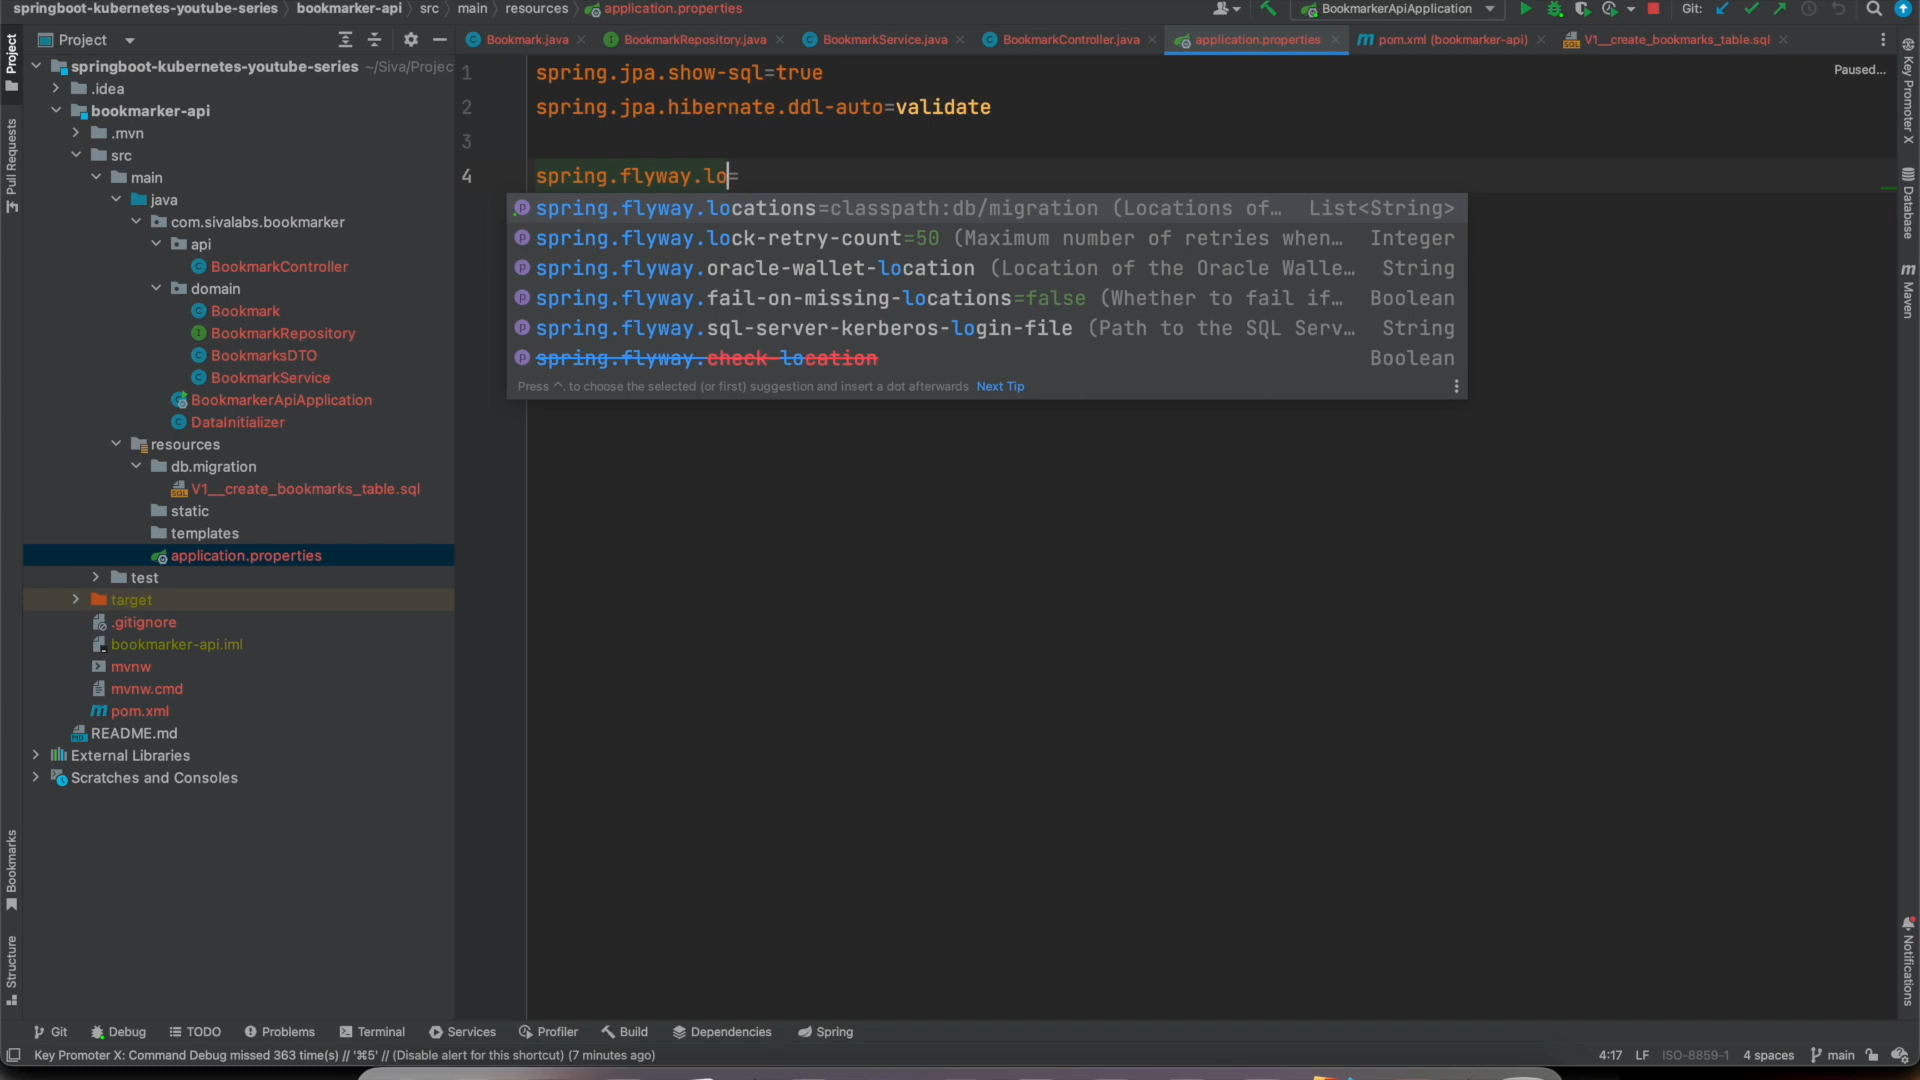 springboot-kubernetes-youtube-series > bookmarker-api > src > main > resources > application.properties
BookmarkerApiApplication
Git:
Project
Project
Pull Requests
Bookmarks
Structure
Bookmark.java
BookmarkRepository.java
BookmarkService.java
BookmarkController.java
application.properties
pom.xml (bookmarker-api)
V1__create_bookmarks_table.sql
springboot-kubernetes-youtube-series ~/Siva/Projec
.idea
bookmarker-api
.mvn
src
main
java
com.sivalabs.bookmarker
api
BookmarkController
domain
Bookmark
BookmarkRepository
BookmarksDTO
BookmarkService
BookmarkerApiApplication
DataInitializer
resources
db.migration
V1__create_bookmarks_table.sql
static
templates
application.properties
test
target
.gitignore
bookmarker-api.iml
mvnw
mvnw.cmd
pom.xml
README.md
External Libraries
Scratches and Consoles
1 spring.jpa.show-sql=true
2 spring.jpa.hibernate.ddl-auto=validate
3
4 spring.flyway.lo=
spring.flyway.locations=classpath:db/migration (Locations of… List<String>
spring.flyway.lock-retry-count=50 (Maximum number of retries when… Integer
spring.flyway.oracle-wallet-location (Location of the Oracle Walle… String
spring.flyway.fail-on-missing-locations=false (Whether to fail if… Boolean
spring.flyway.sql-server-kerberos-login-file (Path to the SQL Serv… String
spring.flyway.check-location Boolean
Press ^. to choose the selected (or first) suggestion and insert a dot afterwards Next Tip
Paused...
Key Promoter X
Database
Maven
Notifications
Git
Debug
TODO
Problems
Terminal
Services
Profiler
Build
Dependencies
Spring
Key Promoter X: Command Debug missed 363 time(s) // '⌘5' // (Disable alert for this shortcut) (7 minutes ago)
4:17 LF ISO-8859-1 4 spaces main